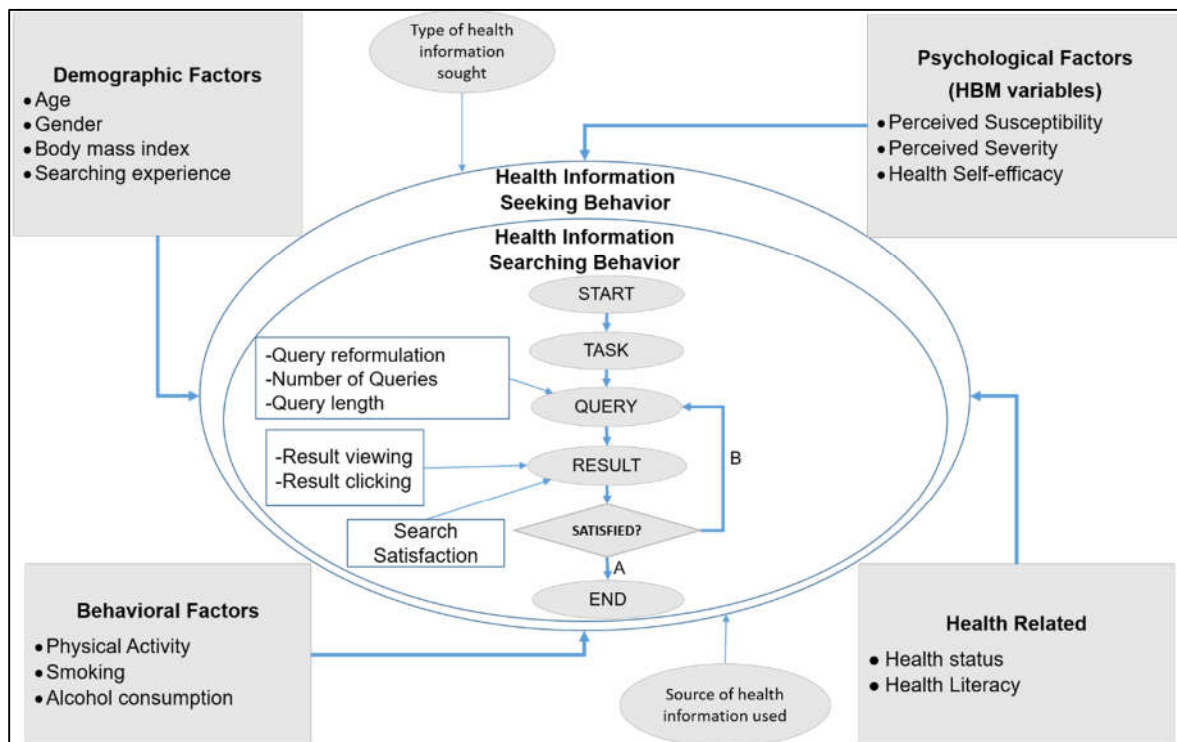 Type of health
information
sought
Demographic Factors
• Age
• Gender
• Body mass index
• Searching experience
Psychological Factors
(HBM variables)
• Perceived Susceptibility
• Perceived Severity
• Health Self-efficacy
Health Information
Seeking Behavior
Health Information
Searching Behavior
START
TASK
-Query reformulation
-Number of Queries
-Query length
QUERY
-Result viewing
-Result clicking
RESULT
B
Search
Satisfaction
SATISFIED?
A
END
Behavioral Factors
• Physical Activity
• Smoking
• Alcohol consumption
Source of health
information used
Health Related
• Health status
• Health Literacy